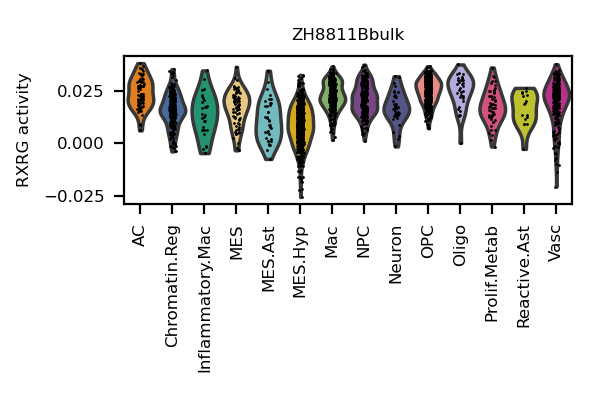 ZH8811Bbulk
RXRG activity
0.025
0.000
−0.025
AC
Chromatin.Reg
Inflammatory.Mac
MES
MES.Ast
MES.Hyp
Mac
NPC
Neuron
OPC
Oligo
Prolif.Metab
Reactive.Ast
Vasc